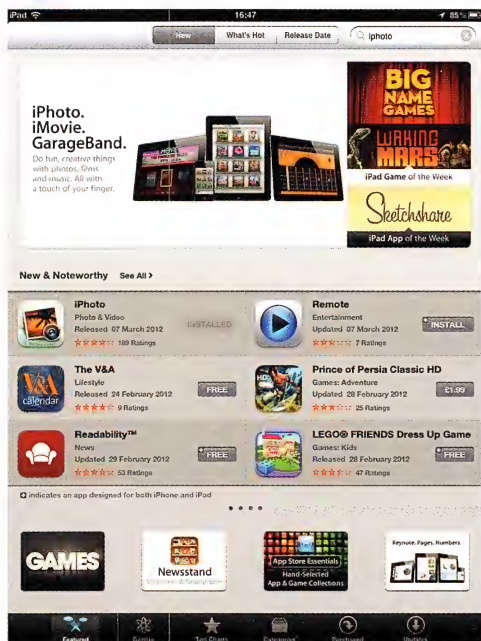 iPad 16:47 85%
New What's Hot Release Date iphoto
iPhoto.
iMovie.
GarageBand.
Do fun, creative things
with photos, films
and music. All with
a touch of your finger.
BIG
NAME
GAMES
WAKING
MARS
iPad Game of the Week
Sketchshare
iPad App of the Week
New & Noteworthy See All >
iPhoto
Photo & Video
Released 07 March 2012
189 Ratings
INSTALLED
Remote
Entertainment
Updated 07 March 2012
7 Ratings
INSTALL
V&A
calendar
The V&A
Lifestyle
Released 24 February 2012
9 Ratings
FREE
HD
Prince of Persia Classic HD
Games: Adventure
Updated 28 February 2012
25 Ratings
£1.99
Readability™
News
Updated 29 February 2012
53 Ratings
FREE
LEGO® FRIENDS Dress Up Game
Games: Kids
Released 28 February 2012
47 Ratings
FREE
indicates an app designed for both iPhone and iPad
GAMES
Newsstand
App Store Essentials
Hand-Selected
App & Game Collections
Keynote, Pages, Numbers.
Featured Genius Top Charts Categories Purchased Updates